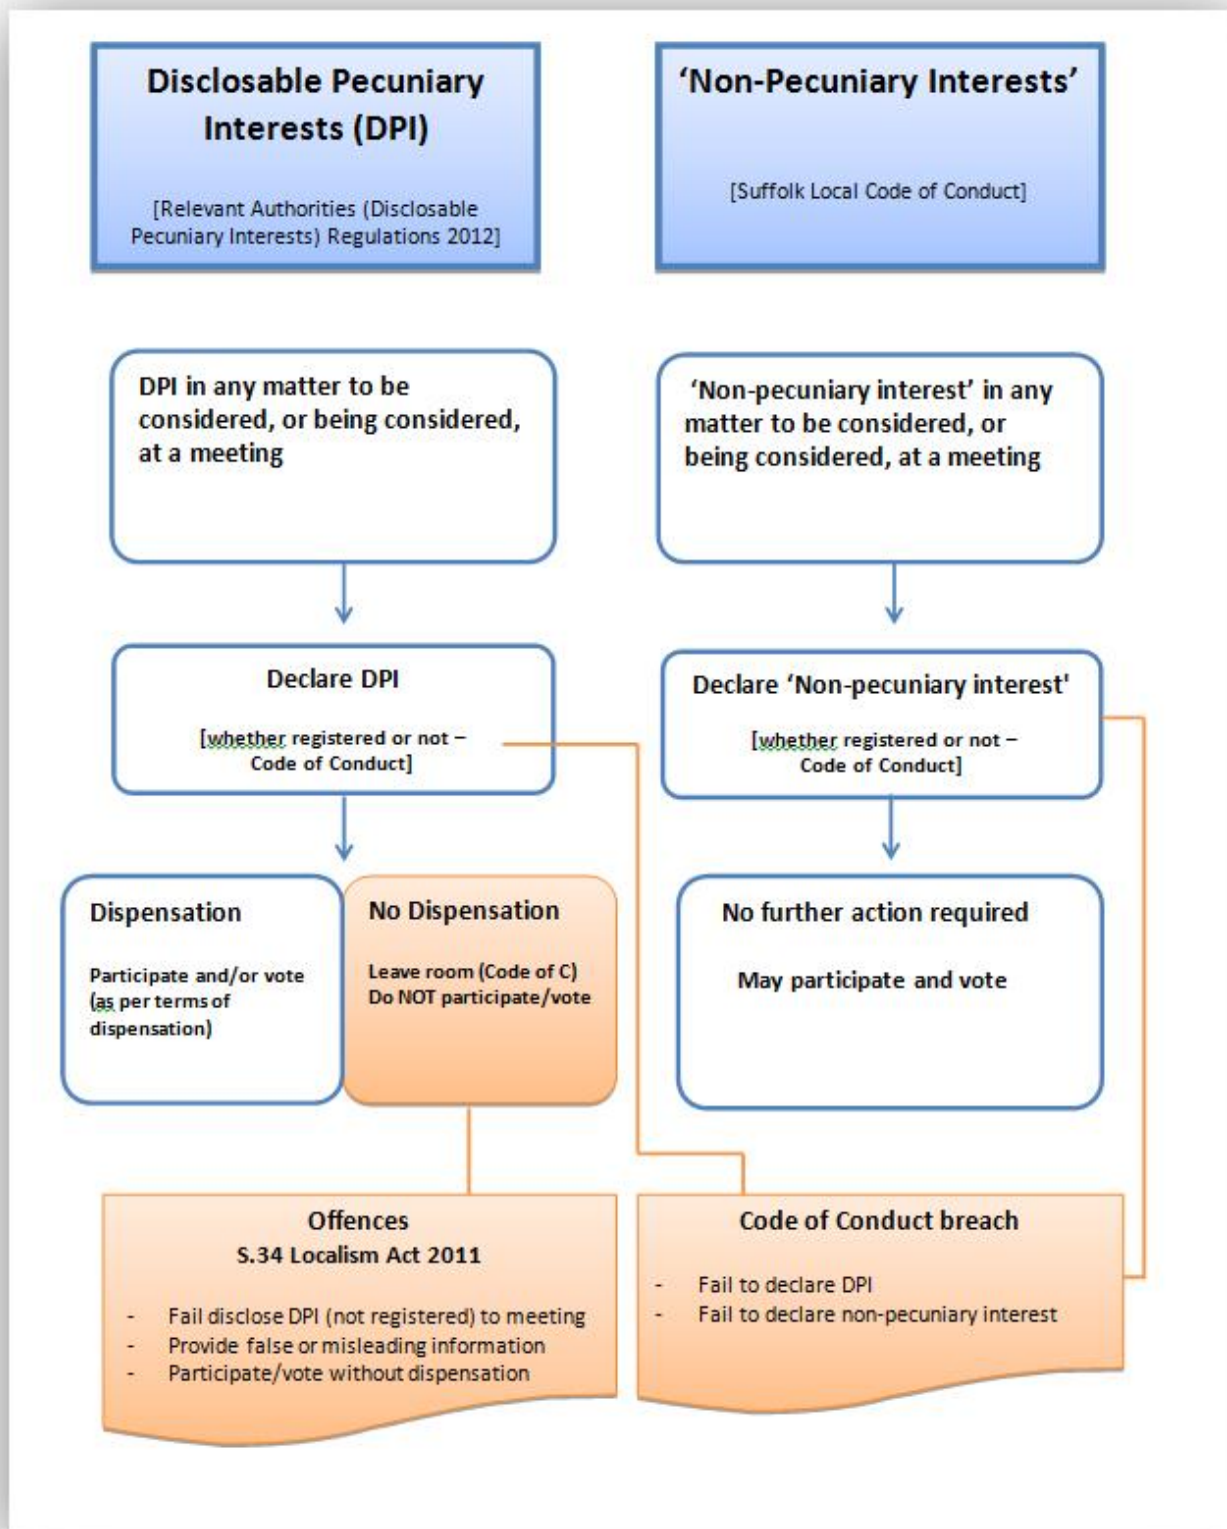 Disclosable Pecuniary
Interests (DPI)
[Relevant Authorities (Disclosable
Pecuniary Interests) Regulations 2012]
‘Non-Pecuniary Interests’
[Suffolk Local Code of Conduct]
DPI in any matter to be
considered, or being considered,
at a meeting
‘Non-pecuniary interest’ in any
matter to be considered, or
being considered, at a meeting
Declare DPI
[whether registered or not –
Code of Conduct]
Declare ‘Non-pecuniary interest'
[whether registered or not –
Code of Conduct]
Dispensation
Participate and/or vote
(as per terms of
dispensation)
No Dispensation
Leave room (Code of C)
Do NOT participate/vote
No further action required
May participate and vote
Offences
S.34 Localism Act 2011
- Fail disclose DPI (not registered) to meeting
- Provide false or misleading information
- Participate/vote without dispensation
Code of Conduct breach
- Fail to declare DPI
- Fail to declare non-pecuniary interest